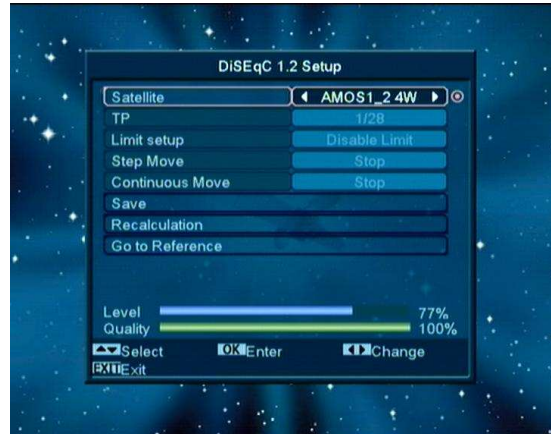 DiSEqC 1.2 Setup
Satellite AMOS1_2 4W
TP 1/28
Limit setup Disable Limit
Step Move Stop
Continuous Move Stop
Save
Recalculation
Go to Reference
Level 77%
Quality 100%
Select OK Enter Change
EXIT Exit